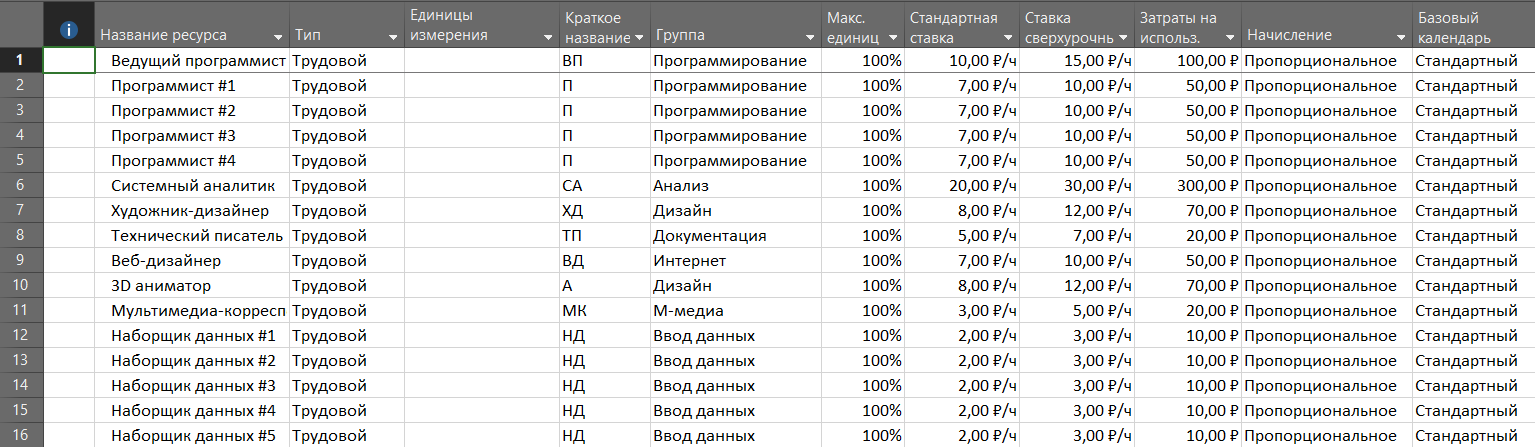 i Название ресурса Тип Единицы измерения Краткое название Группа Макс. единиц Стандартная ставка Ставка сверхурочнь Затраты на использ. Начисление Базовый календарь
1 Ведущий программист Трудовой ВП Программирование 100% 10,00 ₽/ч 15,00 ₽/ч 100,00 ₽ Пропорциональное Стандартный
2 Программист #1 Трудовой П Программирование 100% 7,00 ₽/ч 10,00 ₽/ч 50,00 ₽ Пропорциональное Стандартный
3 Программист #2 Трудовой П Программирование 100% 7,00 ₽/ч 10,00 ₽/ч 50,00 ₽ Пропорциональное Стандартный
4 Программист #3 Трудовой П Программирование 100% 7,00 ₽/ч 10,00 ₽/ч 50,00 ₽ Пропорциональное Стандартный
5 Программист #4 Трудовой П Программирование 100% 7,00 ₽/ч 10,00 ₽/ч 50,00 ₽ Пропорциональное Стандартный
6 Системный аналитик Трудовой СА Анализ 100% 20,00 ₽/ч 30,00 ₽/ч 300,00 ₽ Пропорциональное Стандартный
7 Художник-дизайнер Трудовой ХД Дизайн 100% 8,00 ₽/ч 12,00 ₽/ч 70,00 ₽ Пропорциональное Стандартный
8 Технический писатель Трудовой ТП Документация 100% 5,00 ₽/ч 7,00 ₽/ч 20,00 ₽ Пропорциональное Стандартный
9 Веб-дизайнер Трудовой ВД Интернет 100% 7,00 ₽/ч 10,00 ₽/ч 50,00 ₽ Пропорциональное Стандартный
10 3D аниматор Трудовой А Дизайн 100% 8,00 ₽/ч 12,00 ₽/ч 70,00 ₽ Пропорциональное Стандартный
11 Мультимедиа-корресп Трудовой МК М-медиа 100% 3,00 ₽/ч 5,00 ₽/ч 20,00 ₽ Пропорциональное Стандартный
12 Наборщик данных #1 Трудовой НД Ввод данных 100% 2,00 ₽/ч 3,00 ₽/ч 10,00 ₽ Пропорциональное Стандартный
13 Наборщик данных #2 Трудовой НД Ввод данных 100% 2,00 ₽/ч 3,00 ₽/ч 10,00 ₽ Пропорциональное Стандартный
14 Наборщик данных #3 Трудовой НД Ввод данных 100% 2,00 ₽/ч 3,00 ₽/ч 10,00 ₽ Пропорциональное Стандартный
15 Наборщик данных #4 Трудовой НД Ввод данных 100% 2,00 ₽/ч 3,00 ₽/ч 10,00 ₽ Пропорциональное Стандартный
16 Наборщик данных #5 Трудовой НД Ввод данных 100% 2,00 ₽/ч 3,00 ₽/ч 10,00 ₽ Пропорциональное Стандартный